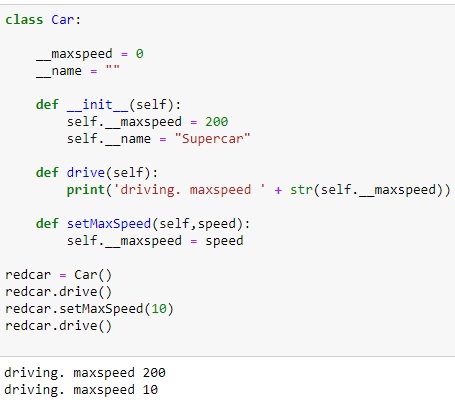 class Car:
    __maxspeed = 0
    __name = ""
    def __init__(self):
        self.__maxspeed = 200
        self.__name = "Supercar"
    def drive(self):
        print('driving. maxspeed ' + str(self.__maxspeed))
    def setMaxSpeed(self,speed):
        self.__maxspeed = speed
redcar = Car()
redcar.drive()
redcar.setMaxSpeed(10)
redcar.drive()
driving. maxspeed 200
driving. maxspeed 10